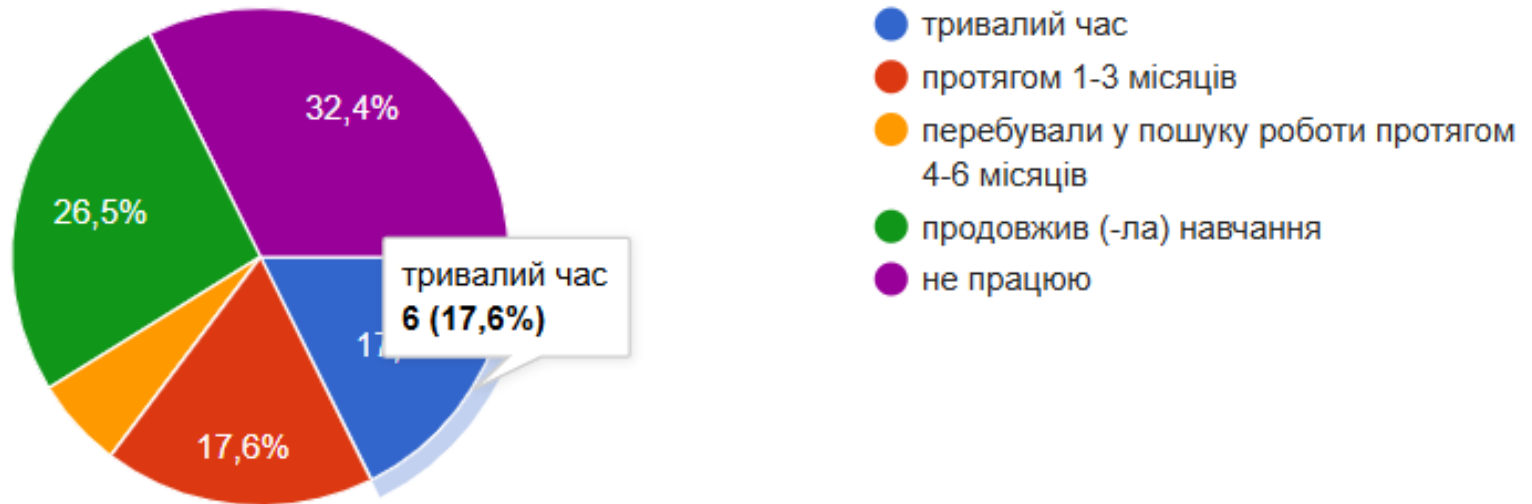 32,4%
26,5%
17,6%
17,
тривалий час
6 (17,6%)
тривалий час
протягом 1-3 місяців
перебували у пошуку роботи протягом
4-6 місяців
продовжив (-ла) навчання
не працюю